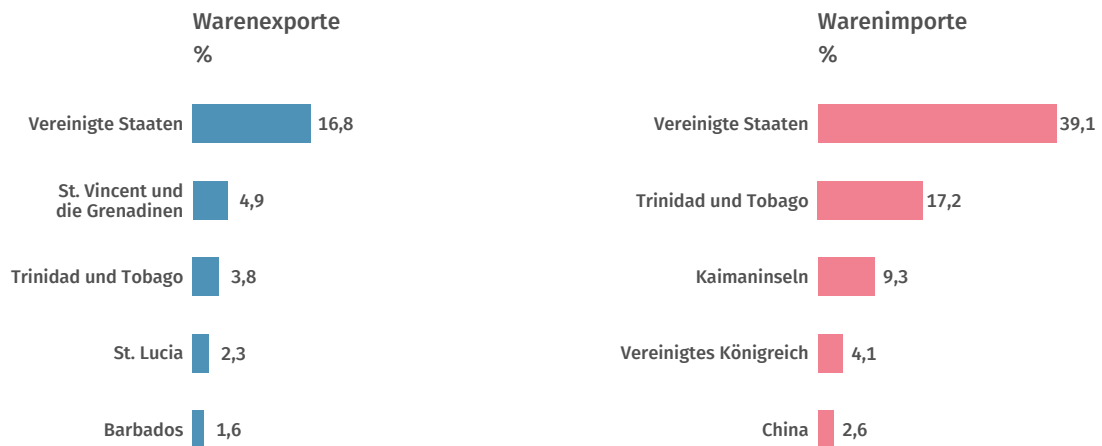 Warenexporte
%
Vereinigte Staaten 16,8
St. Vincent und
die Grenadinen 4,9
Trinidad und Tobago 3,8
St. Lucia 2,3
Barbados 1,6
Warenimporte
%
Vereinigte Staaten 39,1
Trinidad und Tobago 17,2
Kaimaninseln 9,3
Vereinigtes Königreich 4,1
China 2,6